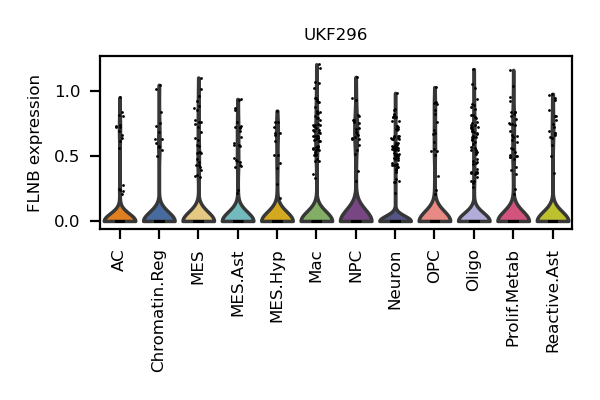 UKF296
FLNB expression
1.0
0.5
0.0
AC
Chromatin.Reg
MES
MES.Ast
MES.Hyp
Mac
NPC
Neuron
OPC
Oligo
Prolif.Metab
Reactive.Ast